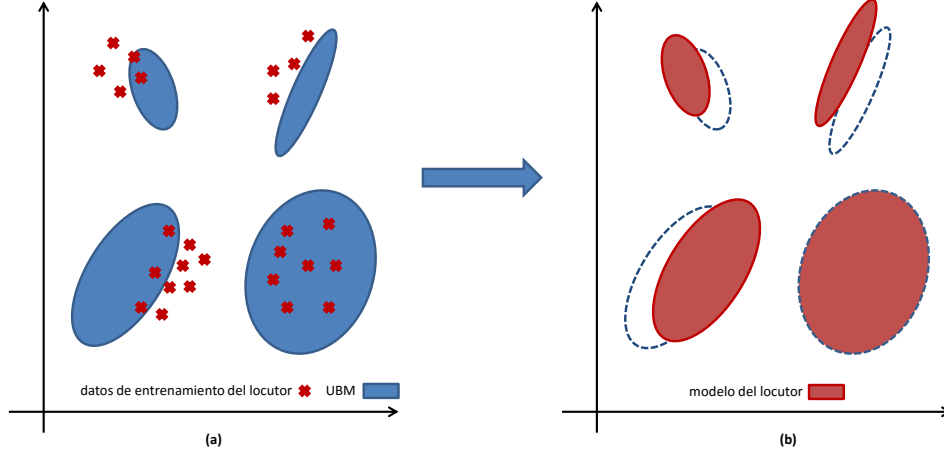 datos de entrenamiento del locutor UBM
modelo del locutor
(a)
(b)